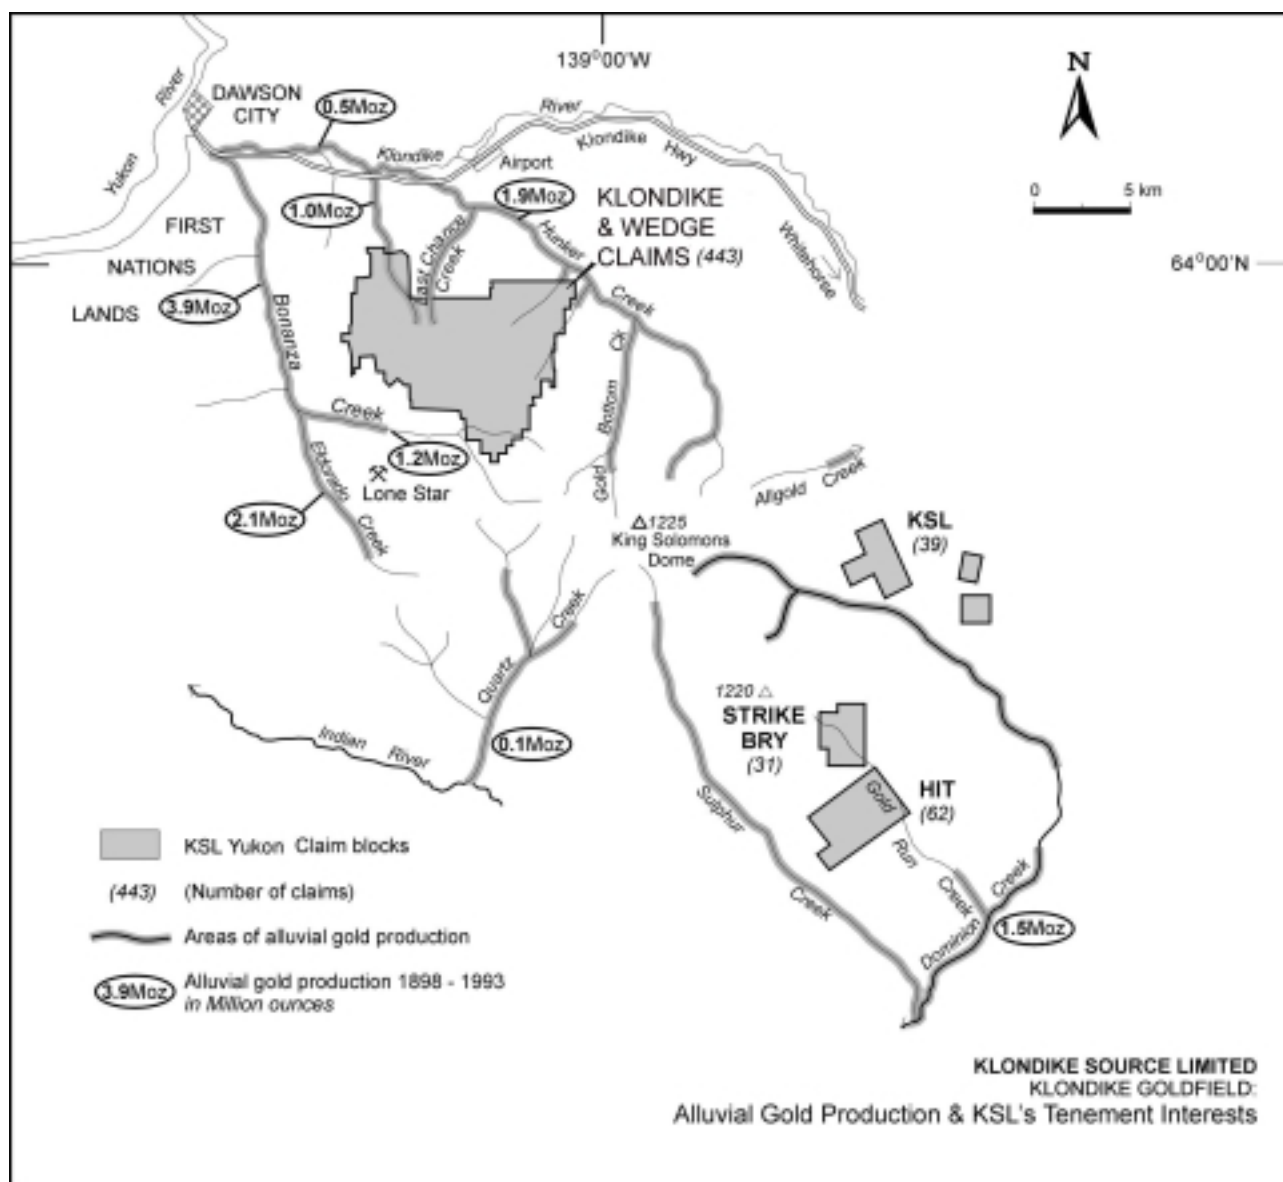 139°00'W
N
River
DAWSON
CITY
0.5Moz
River
Klondike
Klondike
Hwy
Airport
Yukon
1.0Moz
1.9Moz
KLONDIKE
& WEDGE
CLAIMS (443)
0 5 km
FIRST
NATIONS
LANDS
Last Chance
Creek
Hunker
Creek
Whitehorse
64°00'N
3.9Moz
Bonanza
Creek
Gold Bottom Ck
1.2Moz
Eldorado
Creek
Lone Star
2.1Moz
Allgold Creek
1225
King Solomons
Dome
KSL
(39)
Quartz Creek
Indian River
0.1Moz
1220
STRIKE
BRY
(31)
HIT
(62)
Gold
Run
Creek
Sulphur
Creek
Dominion
Creek
1.5Moz
KSL Yukon Claim blocks
(443) (Number of claims)
Areas of alluvial gold production
3.9Moz Alluvial gold production 1898 - 1993
in Million ounces
KLONDIKE SOURCE LIMITED
KLONDIKE GOLDFIELD:
Alluvial Gold Production & KSL's Tenement Interests